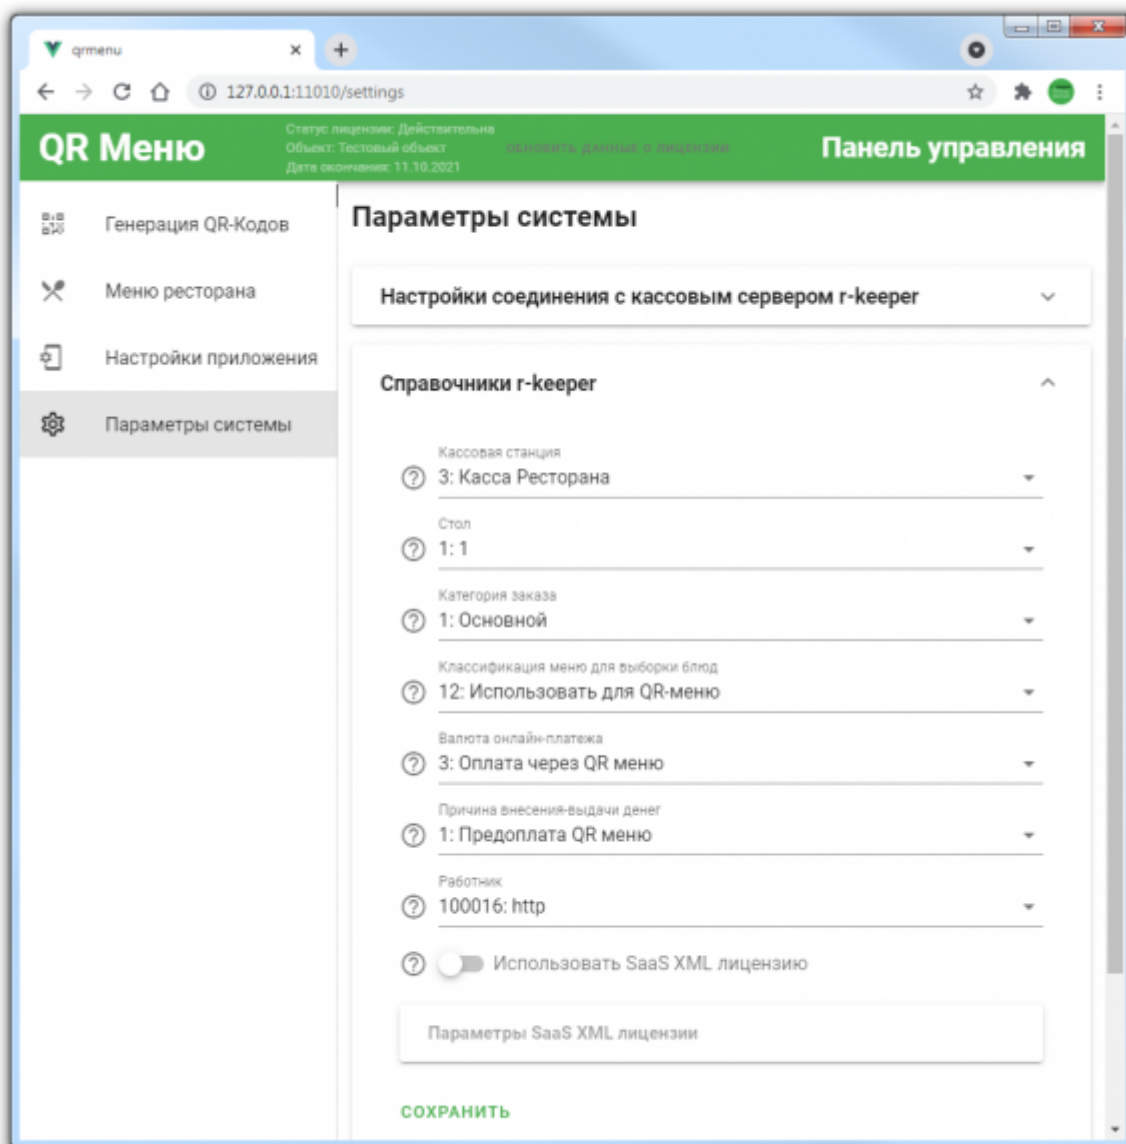 qrmenu
127.0.0.1:11010/settings
QR Меню
Статус лицензии: Действительна
Объект: Тестовый объект
Дата окончания: 11.10.2021
ОБНОВИТЬ ДАННЫЕ О ЛИЦЕНЗИИ
Панель управления
Генерация QR-Кодов
Меню ресторана
Настройки приложения
Параметры системы
Параметры системы
Настройки соединения с кассовым сервером r-keeper
Справочники r-keeper
Кассовая станция
3: Касса Ресторана
Стол
1: 1
Категория заказа
1: Основной
Классификация меню для выборки блюд
12: Использовать для QR-меню
Валюта онлайн-платежа
3: Оплата через QR меню
Причина внесения-выдачи денег
1: Предоплата QR меню
Работник
100016: http
Использовать SaaS XML лицензию
Параметры SaaS XML лицензии
СОХРАНИТЬ